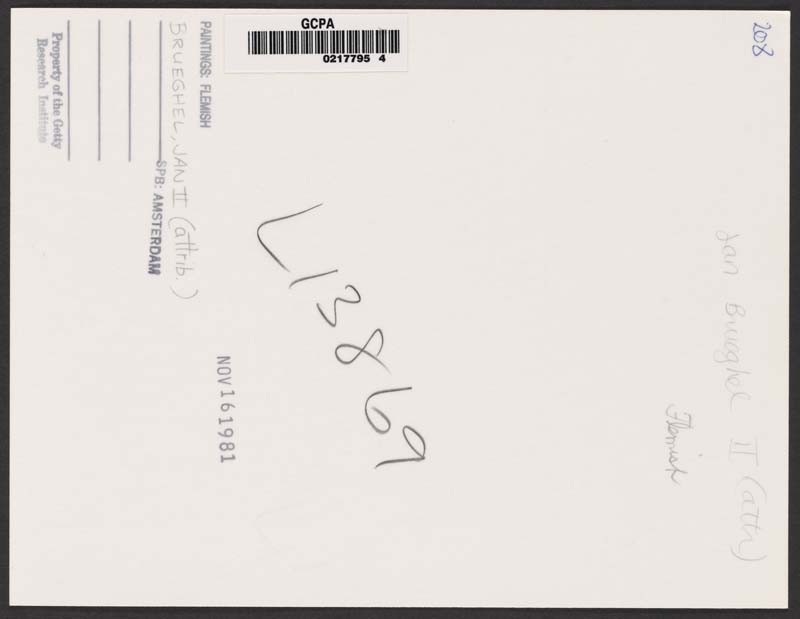 GCPA
0217795 4
208
PAINTINGS: FLEMISH
BRUEGHEL, JAN II (attrib.)
SPB: AMSTERDAM
Property of the Getty
Research Institute
L13869
NOV 16 1981
Jan Brueghel II (attr)
Flemish